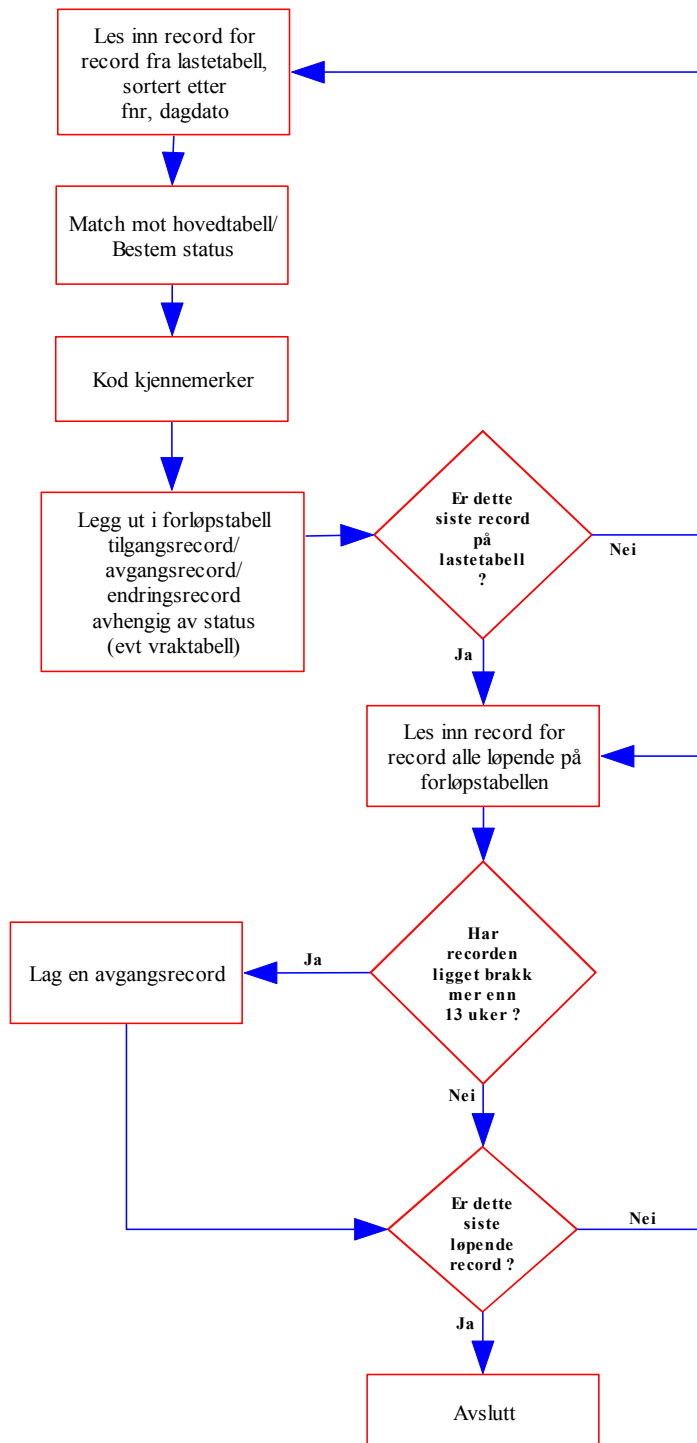 Les inn record for
record fra lastetabell,
sortert etter
fnr, dagdato
Match mot hovedtabell/
Bestem status
Kod kjennemerker
Legg ut i forløpstabell
tilgangsrecord/
avgangsrecord/
endringsrecord
avhengig av status
(evt vraktabell)
Er dette
siste record
på
lastetabell
?
Nei
Ja
Les inn record for
record alle løpende på
forløpstabellen
Har
recorden
ligget brakk
mer enn
13 uker ?
Ja
Lag en avgangsrecord
Nei
Er dette
siste
løpende
record ?
Nei
Ja
Avslutt